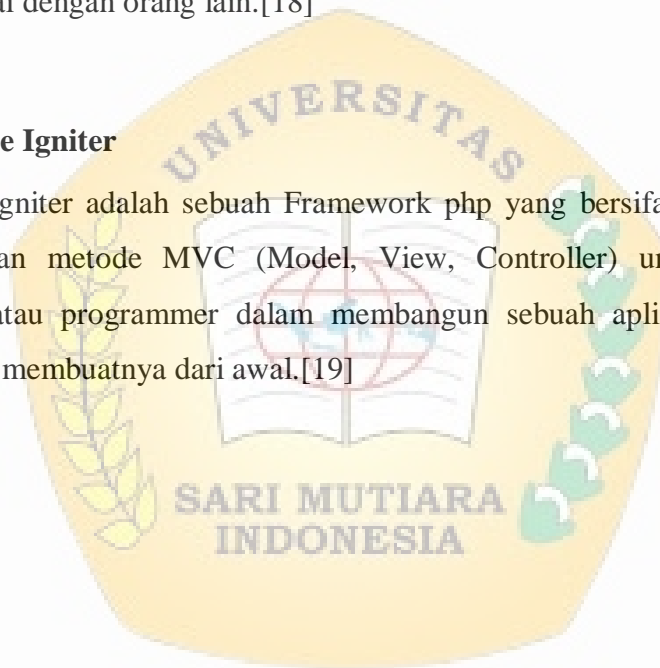 dengan orang lain.[18]
UNIVERSITAS
e Igniter
gniter adalah sebuah Framework php yang bersifa
an metode MVC (Model, View, Controller) u
atau programmer dalam membangun sebuah apli
membuatnya dari awal.[19]
SARI MUTIARA
INDONESIA